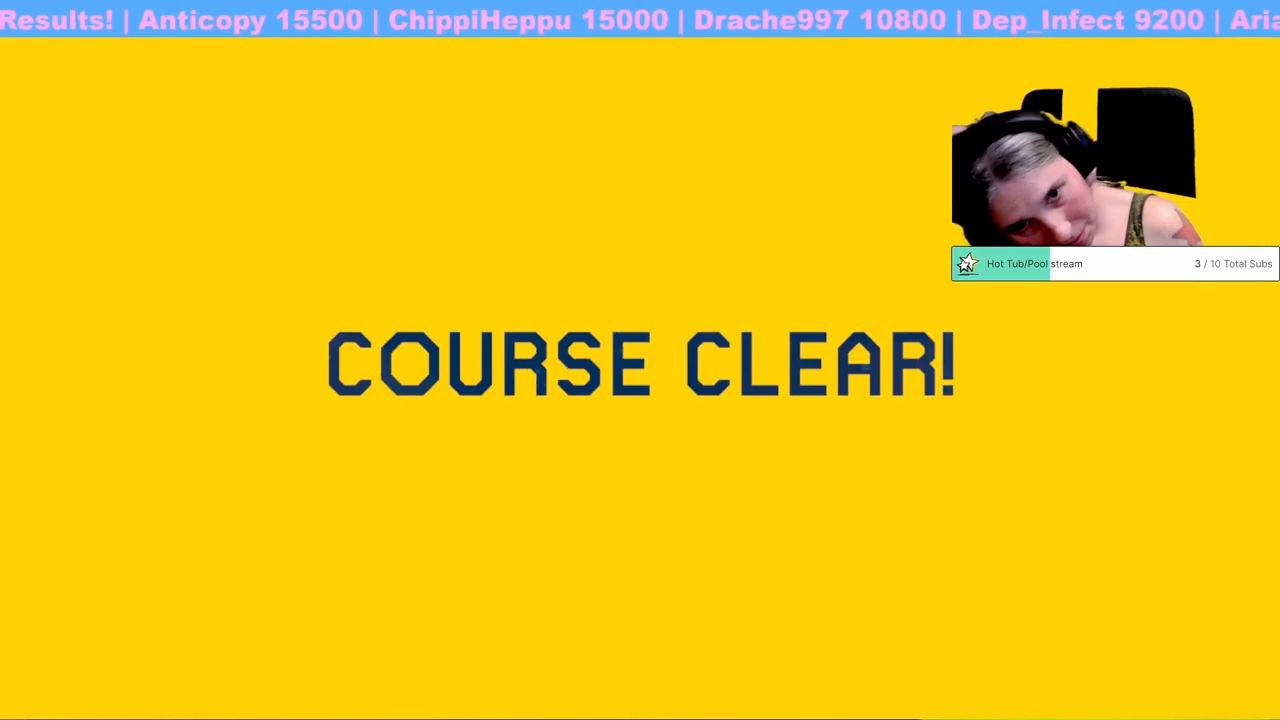 Results! | Anticopy 15500 | ChippiHeppu 15000 | Drache997 10800 | Dep_Infect 9200 | Aria
Hot Tub/Pool stream 3 / 10 Total Subs
COURSE CLEAR!